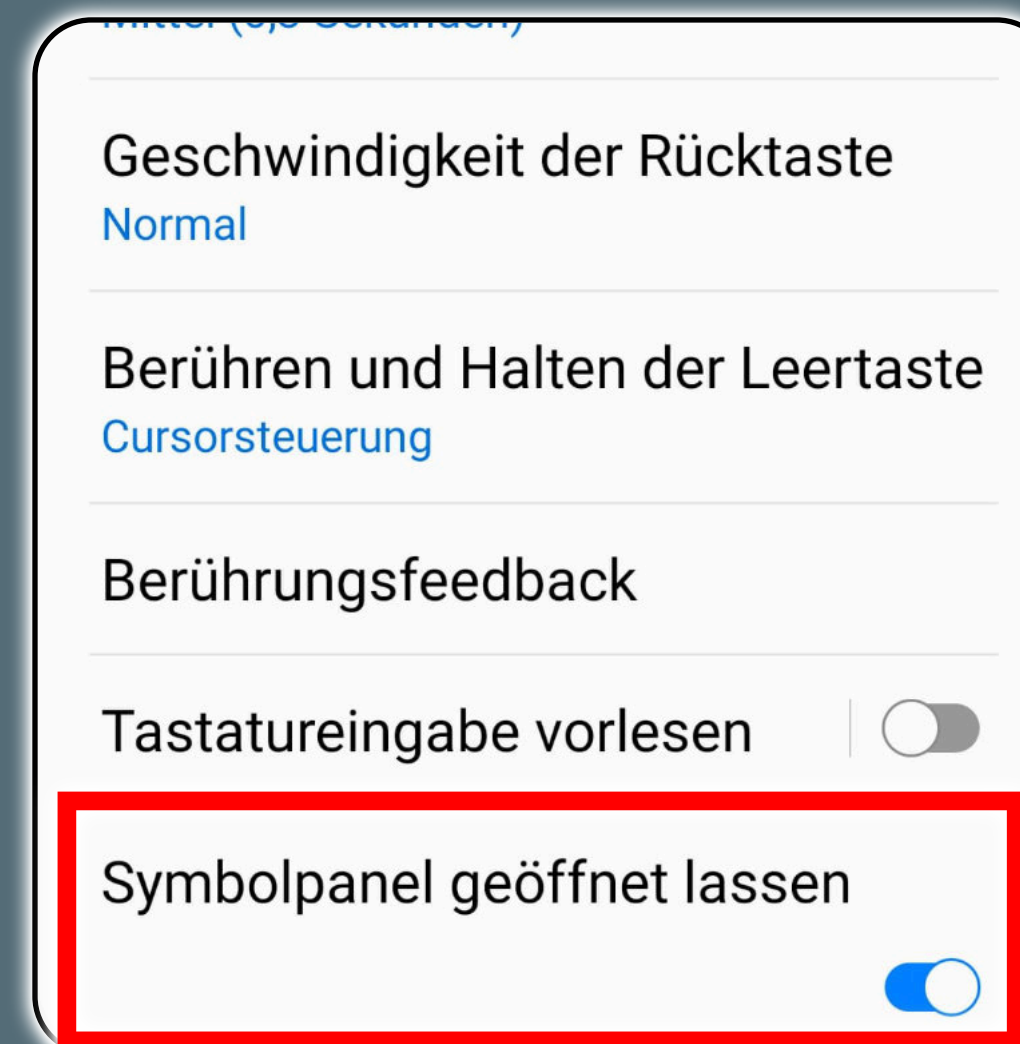 Geschwindigkeit der Rücktaste
Normal
Berühren und Halten der Leertaste
Cursorsteuerung
Berührungsfeedback
Tastatureingabe vorlesen
Symbolpanel geöffnet lassen